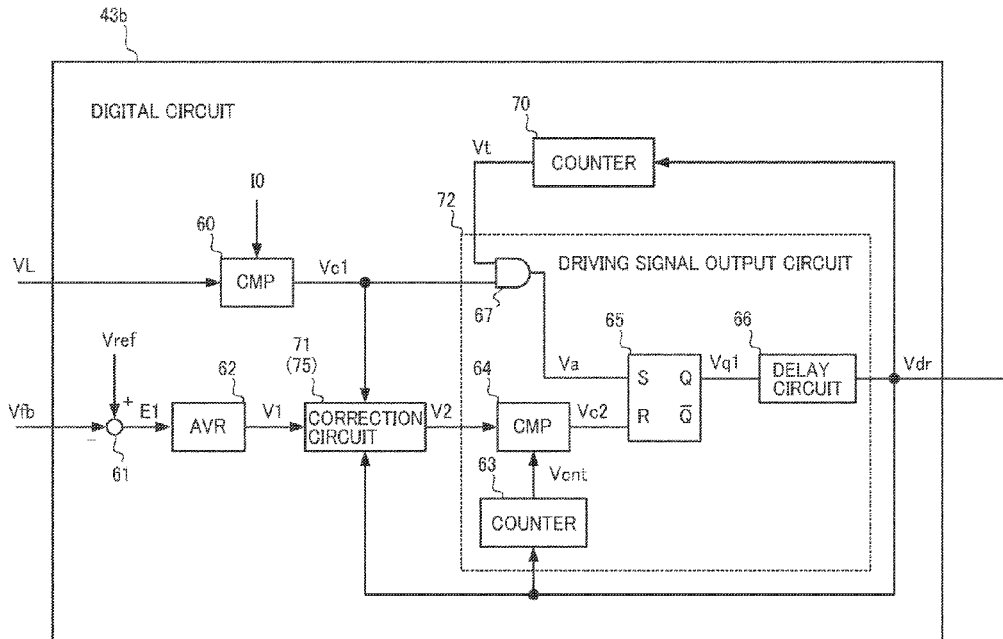 43b
DIGITAL CIRCUIT
70
Vt
COUNTER
I0
72
60
VL
CMP
Vc1
DRIVING SIGNAL OUTPUT CIRCUIT
67
Vref
71
(75)
62
64
65
66
Va
S Q
Vq1
DELAY
CIRCUIT
Vdr
Vfb
+
−
E1
AVR
V1
CORRECTION
CIRCUIT
V2
CMP
Vc2
R Q̅
61
63
Vcnt
COUNTER